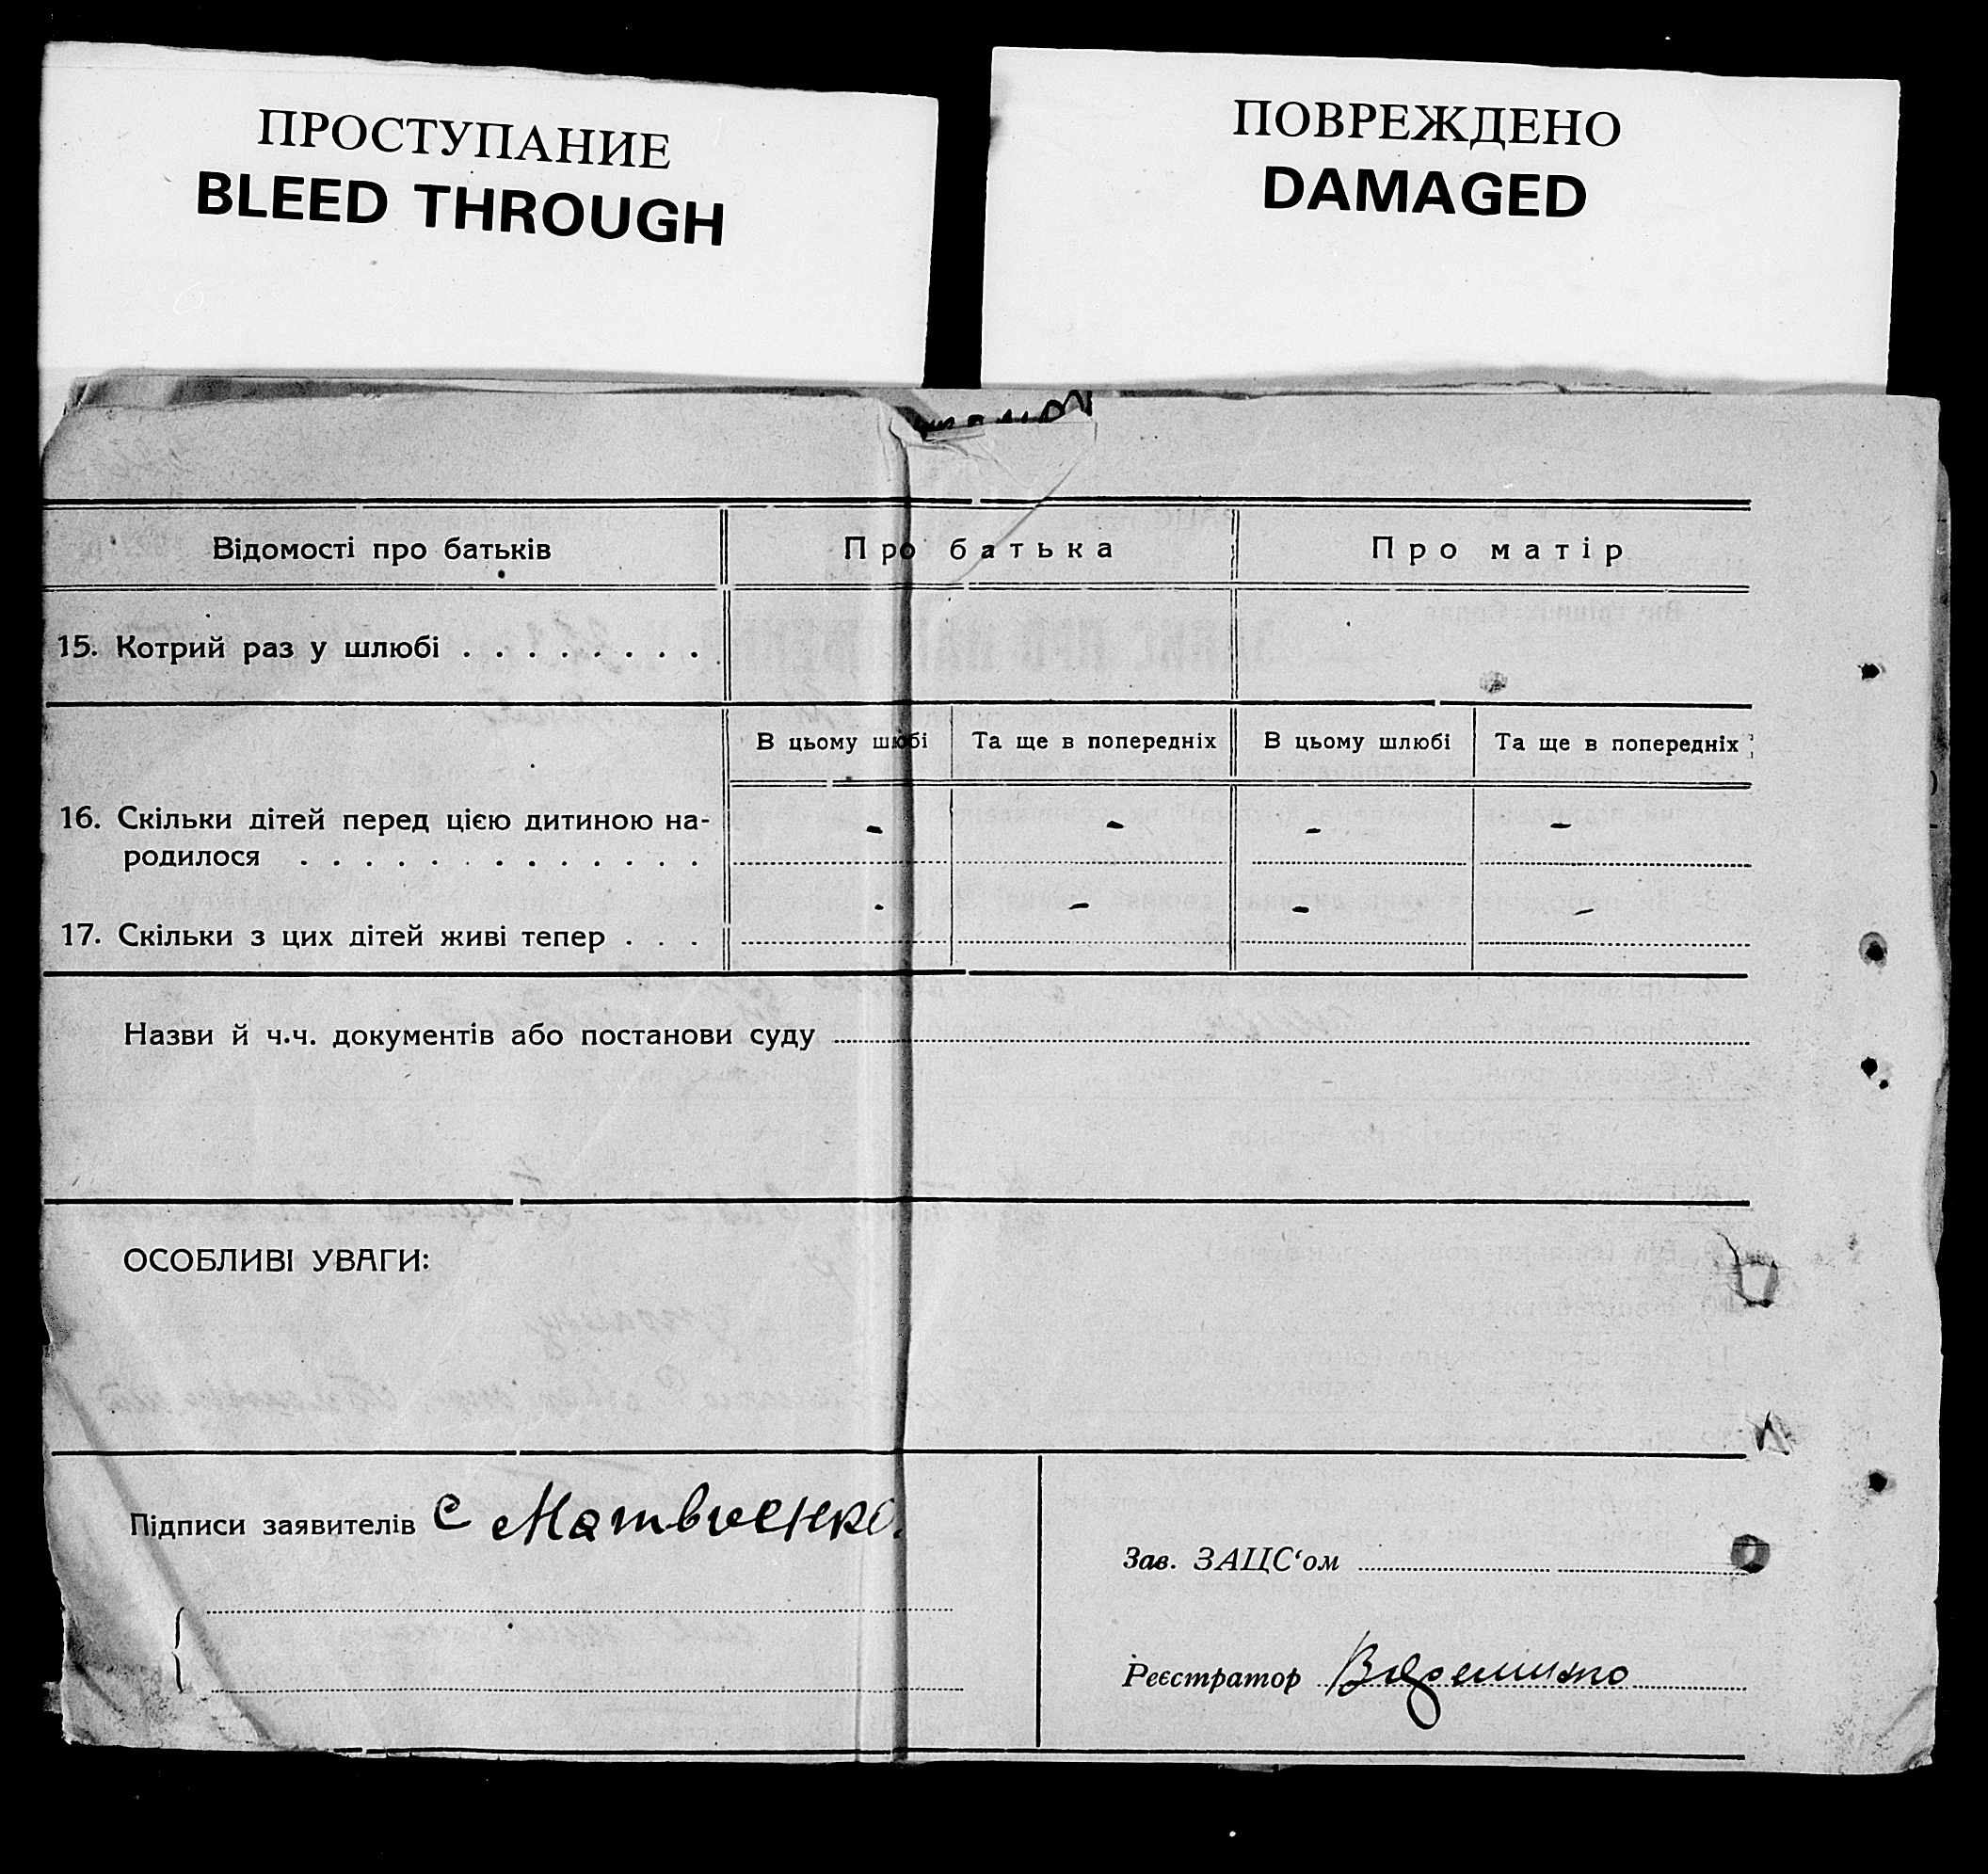 ПРОСТУПАНИЕ
BLEED THROUGH
ПОВРЕЖДЕНО
DAMAGED
Відомості про батьків
Про батька
Про матір
15. Котрий раз у шлюбі . . . . . . . . .
В цьому шлюбі
Та ще в попередніх
В цьому шлюбі
Та ще в попередніх
16. Скільки дітей перед цією дитиною на-
родилося . . . . . . . . . . . . .
- - - -
17. Скільки з цих дітей живі тепер . . .
- - - -
Назви й ч.ч. документів або постанови суду
ОСОБЛИВІ УВАГИ:
Підписи заявителів С Матвиенко.
Зав. ЗАЦС‘ом
Реєстратор